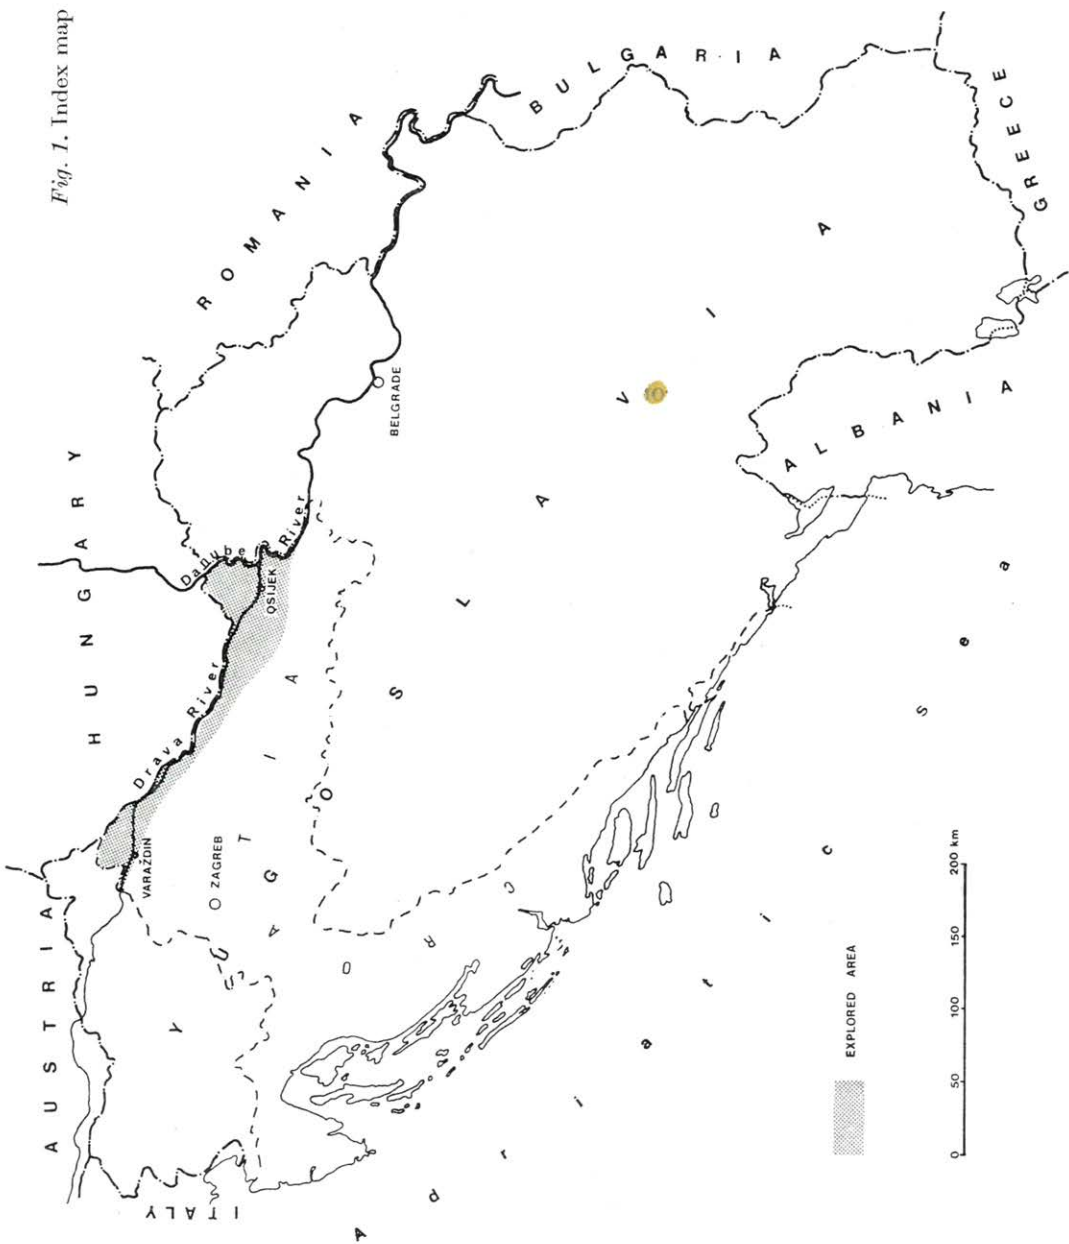 Fig. 1. Index map
AUSTRIA
HUNGARY
ROMANIA
BULGARIA
GREECE
ALBANIA
ITALY
YUGOSLAVIA
CROATIA
Drava River
Danube River
VARAŽDIN
ZAGREB
OSIJEK
BELGRADE
Adriatic sea
EXPLORED AREA
0 50 100 150 200 km